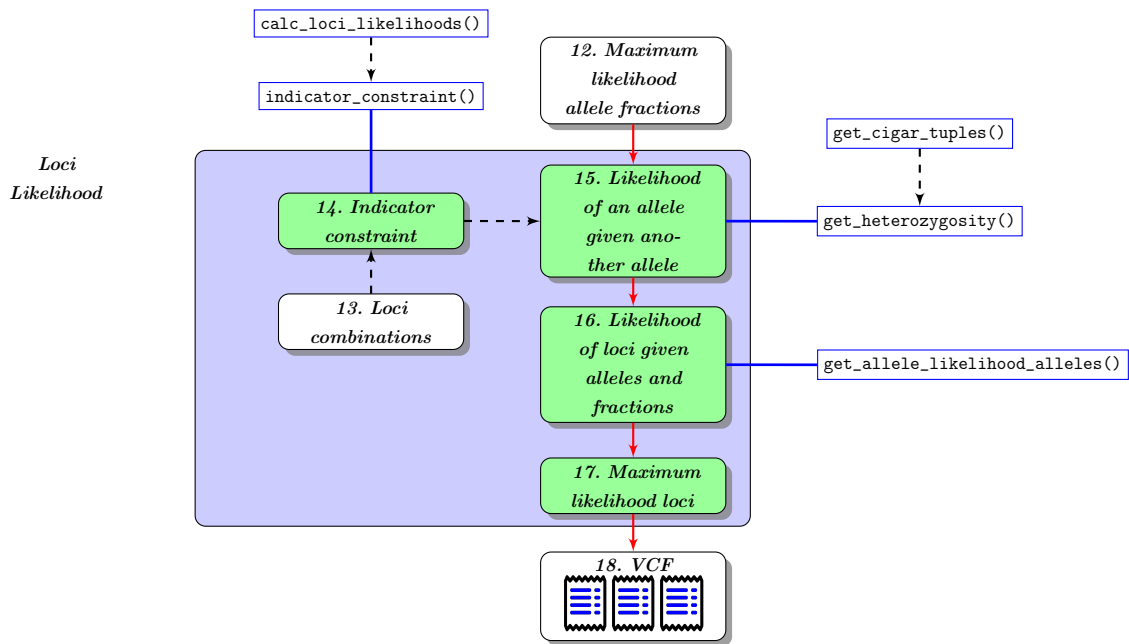 calc_loci_likelihoods()
indicator_constraint()
12. Maximum
likelihood
allele fractions
get_cigar_tuples()
get_heterozygosity()
Loci
Likelihood
14. Indicator
constraint
15. Likelihood
of an allele
given ano-
ther allele
13. Loci
combinations
16. Likelihood
of loci given
alleles and
fractions
get_allele_likelihood_alleles()
17. Maximum
likelihood loci
18. VCF